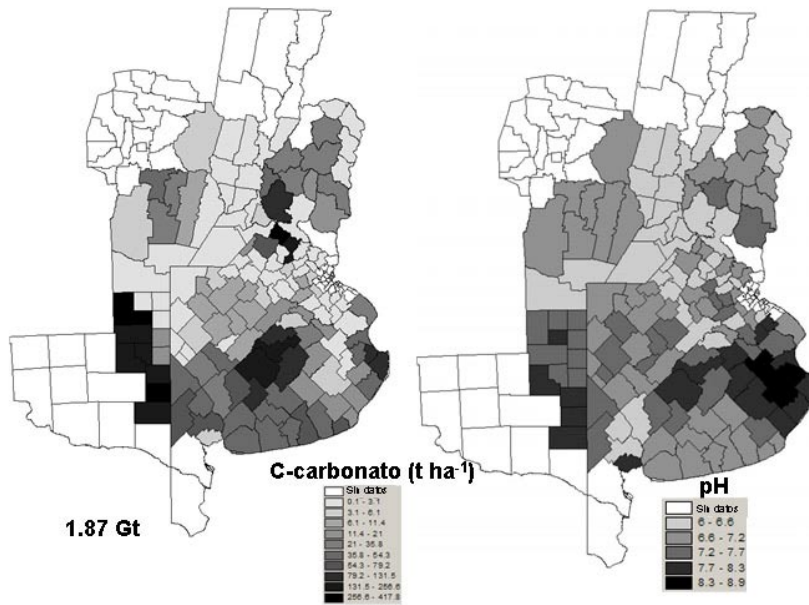 C-carbonato (t ha-1)
Sin datos
0.1 - 3.1
3.1 - 6.1
6.1 - 11.4
11.4 - 21
21 - 35.8
35.8 - 54.3
54.3 - 79.2
79.2 - 131.5
131.5 - 256.6
256.6 - 417.8
1.87 Gt
pH
Sin datos
6 - 6.6
6.6 - 7.2
7.2 - 7.7
7.7 - 8.3
8.3 - 8.9